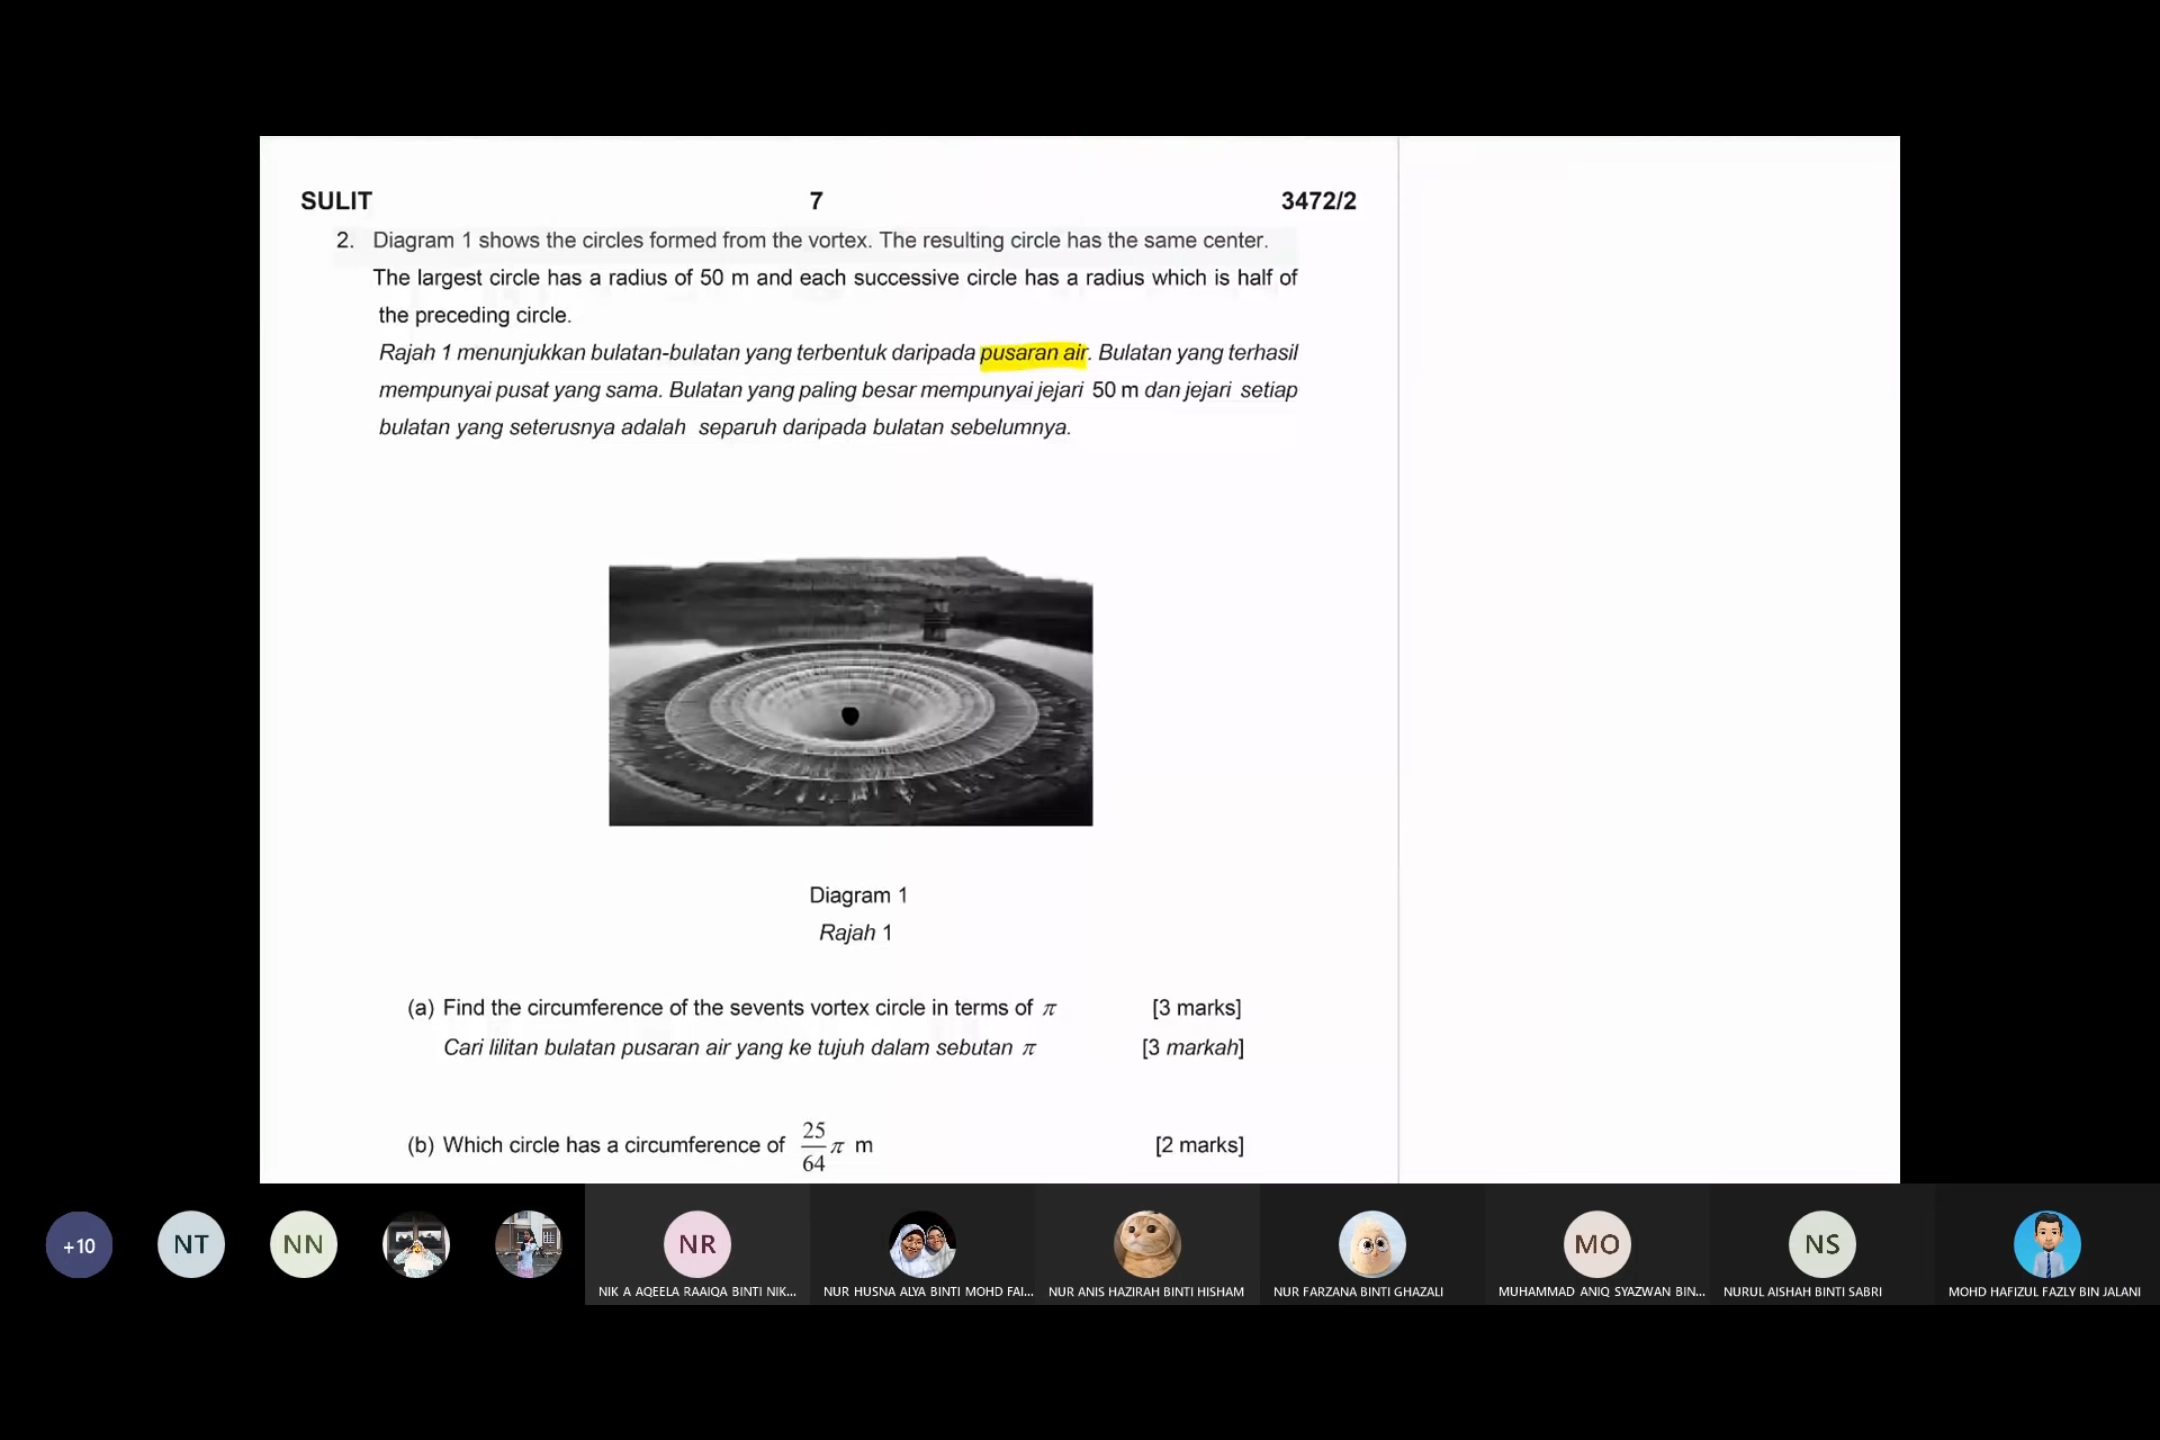 SULIT 7 3472/2
2. Diagram 1 shows the circles formed from the vortex. The resulting circle has the same center.
The largest circle has a radius of 50 m and each successive circle has a radius which is half of
the preceding circle.
Rajah 1 menunjukkan bulatan-bulatan yang terbentuk daripada pusaran air. Bulatan yang terhasil
mempunyai pusat yang sama. Bulatan yang paling besar mempunyai jejari 50 m dan jejari setiap
bulatan yang seterusnya adalah separuh daripada bulatan sebelumnya.
Diagram 1
Rajah 1
(a) Find the circumference of the sevents vortex circle in terms of π [3 marks]
Cari lilitan bulatan pusaran air yang ke tujuh dalam sebutan π [3 markah]
(b) Which circle has a circumference of 25/64 π m [2 marks]
+10 NT NN NR MO NS
NIK A AQEELA RAAIQA BINTI NIK... NUR HUSNA ALYA BINTI MOHD FAI... NUR ANIS HAZIRAH BINTI HISHAM NUR FARZANA BINTI GHAZALI MUHAMMAD ANIQ SYAZWAN BIN... NURUL AISHAH BINTI SABRI MOHD HAFIZUL FAZLY BIN JALANI